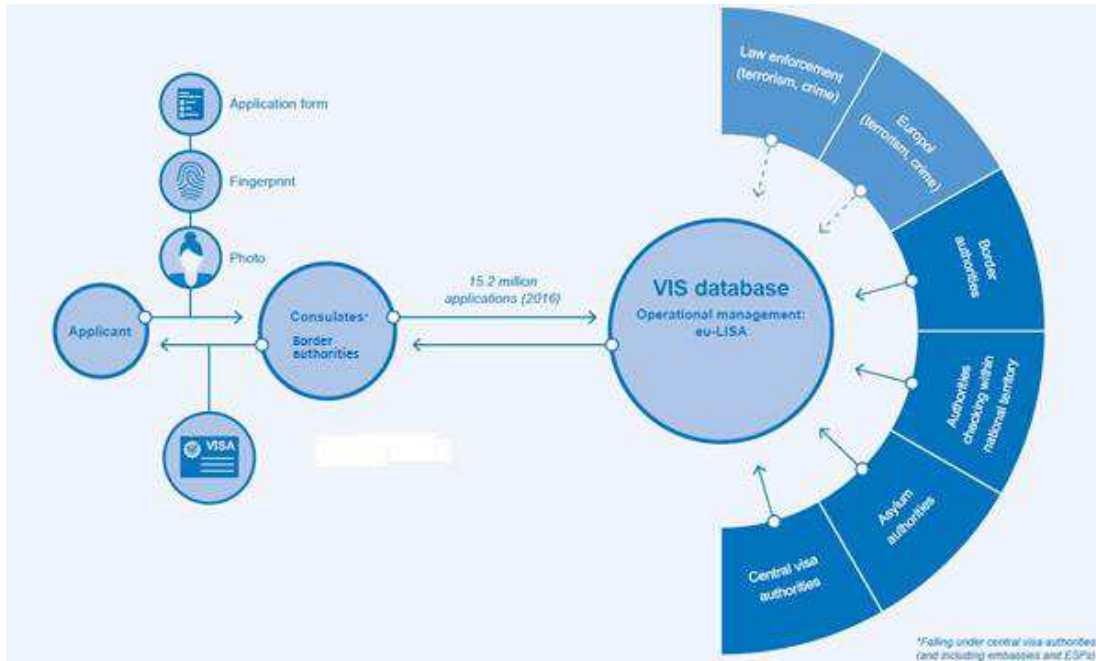 Application form
Fingerprint
Photo
Applicant
Consulates*
Border
authorities
VISA
15.2 million
applications (2016)
VIS database
Operational management:
eu-LISA
Law enforcement
(terrorism, crime)
Europol
(terrorism, crime)
Border
authorities
Authorities
checking within
national territory
Asylum
authorities
Central visa
authorities
*Falling under central visa authorities
(and including embassies and ESPs)